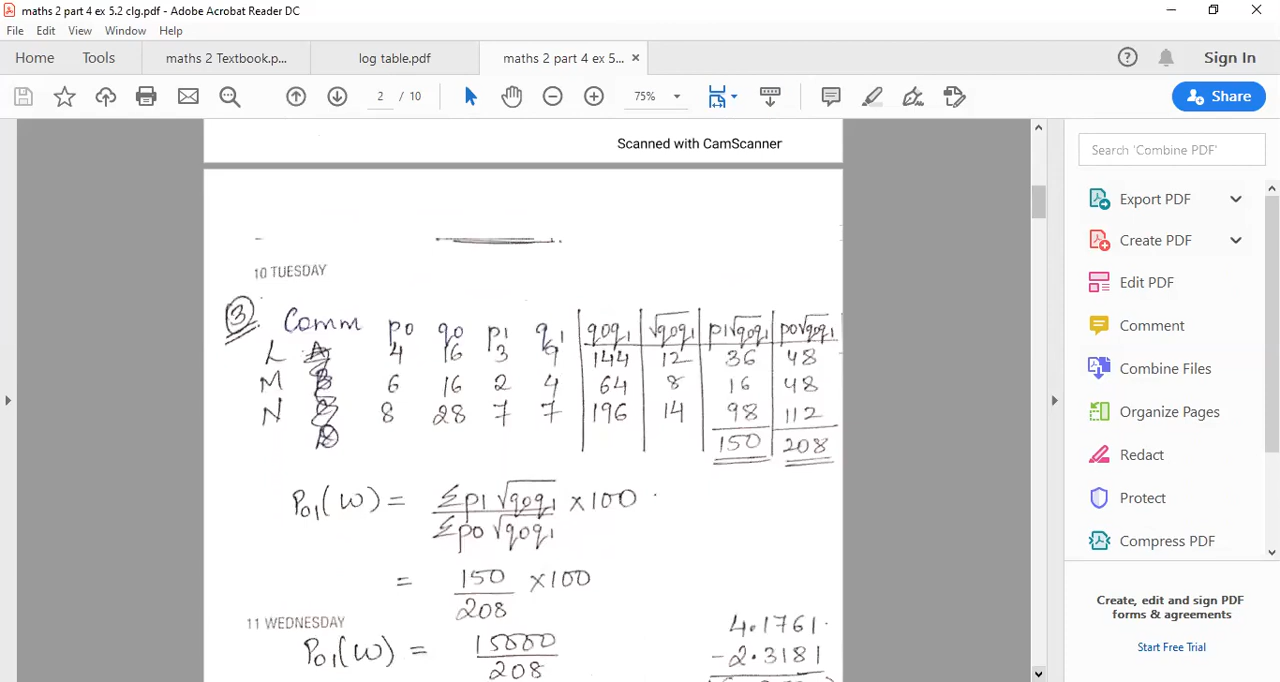 maths 2 part 4 ex 5.2 clg.pdf - Adobe Acrobat Reader DC
File Edit View Window Help
Home Tools maths 2 Textbook.p... log table.pdf maths 2 part 4 ex 5... × Sign In
2 / 10 75% Share
Scanned with CamScanner
Search 'Combine PDF'
Export PDF
Create PDF
Edit PDF
Comment
Combine Files
Organize Pages
Redact
Protect
Compress PDF
Create, edit and sign PDF
forms & agreements
Start Free Trial
10 TUESDAY
③ Comm p0 q0 p1 q1 q0q1 √q0q1 p1√q0q1 p0√q0q1
L 4 16 3 9 144 12 36 48
M 6 16 2 4 64 8 16 48
N 8 28 7 7 196 14 98 112
150 208
P01(W) = Σp1√q0q1 / Σp0√q0q1 × 100
= 150/208 × 100
11 WEDNESDAY
P01(W) = 15000/208
4.1761
-2.3181